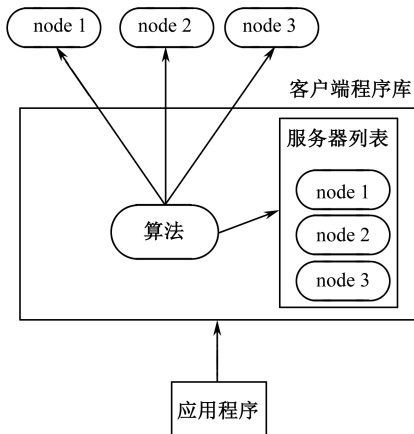 node 1
node 2
node 3
客户端程序库
服务器列表
node 1
算法
node 2
node 3
应用程序